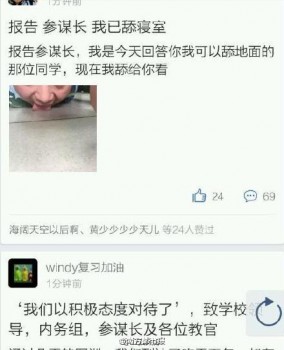 1分钟前
报告 参谋长 我已舔寝室
报告参谋长，我是今天回答你我可以舔地面的
那位同学，现在我舔给你看
24
69
海阔天空以后啊、黄少少少少天儿 等24人赞过
windy复习加油
1分钟前
‘我们以积极态度对待了’，致学校领
导，内务组，参谋长及各位教官